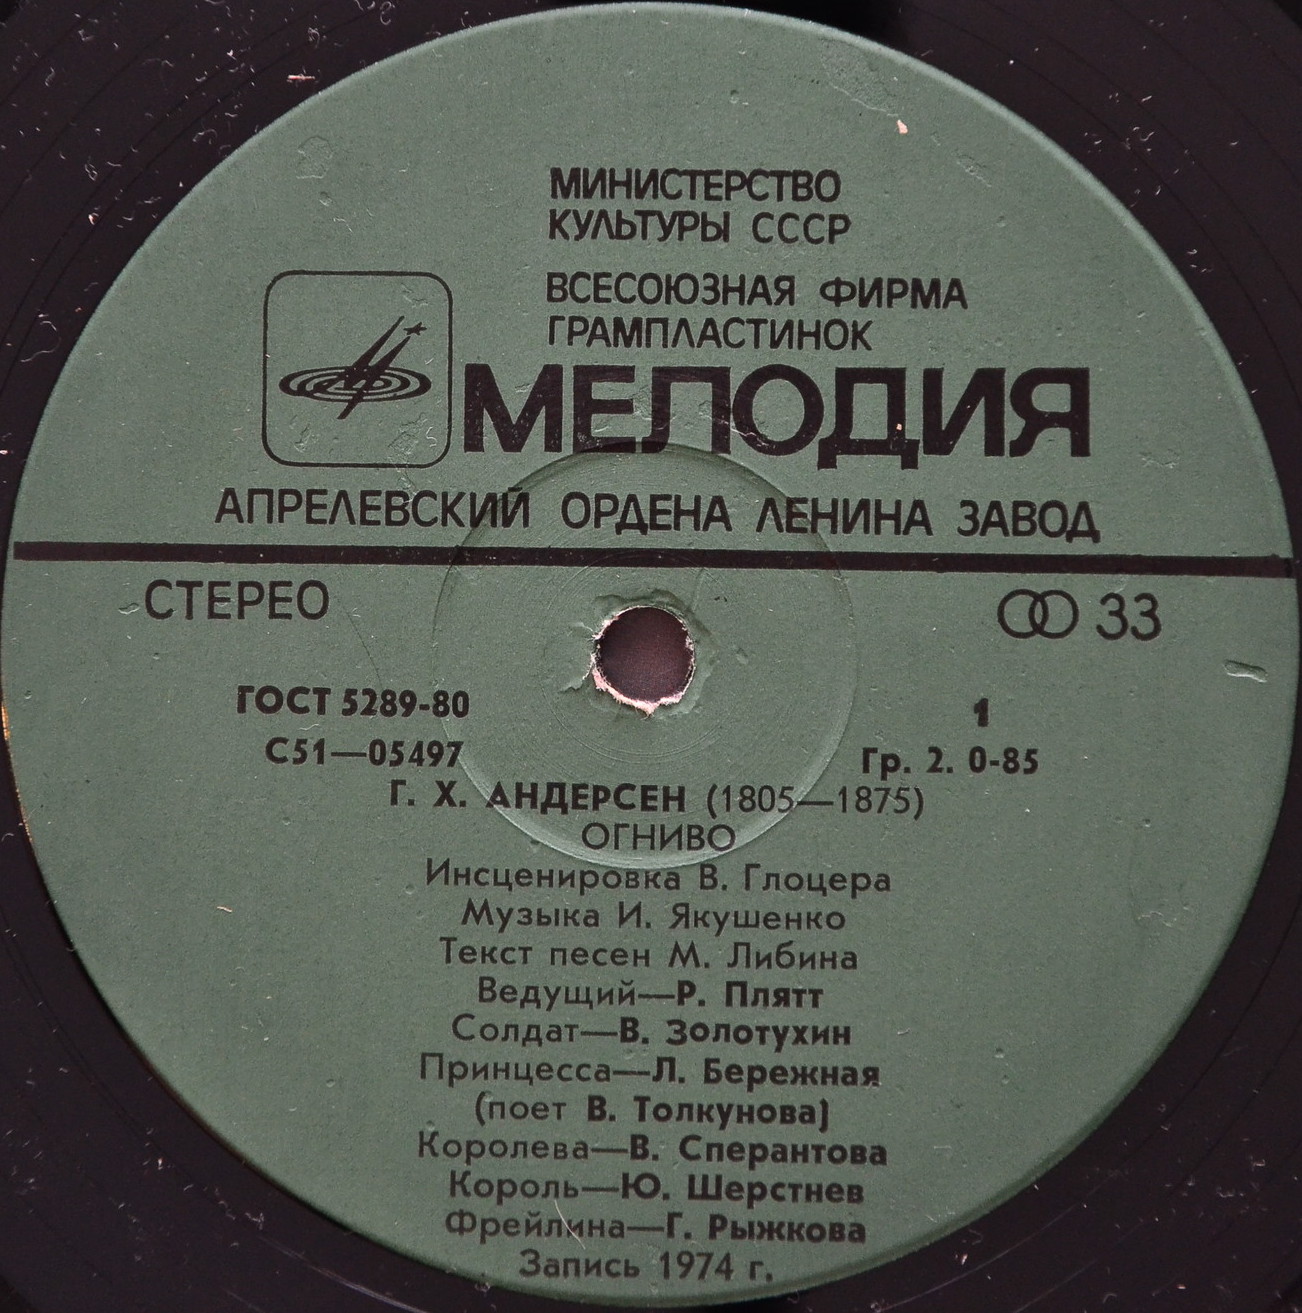 МИНИСТЕРСТВО
КУЛЬТУРЫ СССР
ВСЕСОЮЗНАЯ ФИРМА
ГРАМПЛАСТИНОК
МЕЛОДИЯ
АПРЕЛЕВСКИЙ ОРДЕНА ЛЕНИНА ЗАВОД
СТЕРЕО
33
ГОСТ 5289-80
1
С51—05497
Гр. 2. 0-85
Г. Х. АНДЕРСЕН (1805—1875)
ОГНИВО
Инсценировка В. Глоцера
Музыка И. Якушенко
Текст песен М. Либина
Ведущий—Р. Плятт
Солдат—В. Золотухин
Принцесса—Л. Бережная
(поет В. Толкунова)
Королева—В. Сперантова
Король—Ю. Шерстнев
Фрейлина—Г. Рыжкова
Запись 1974 г.